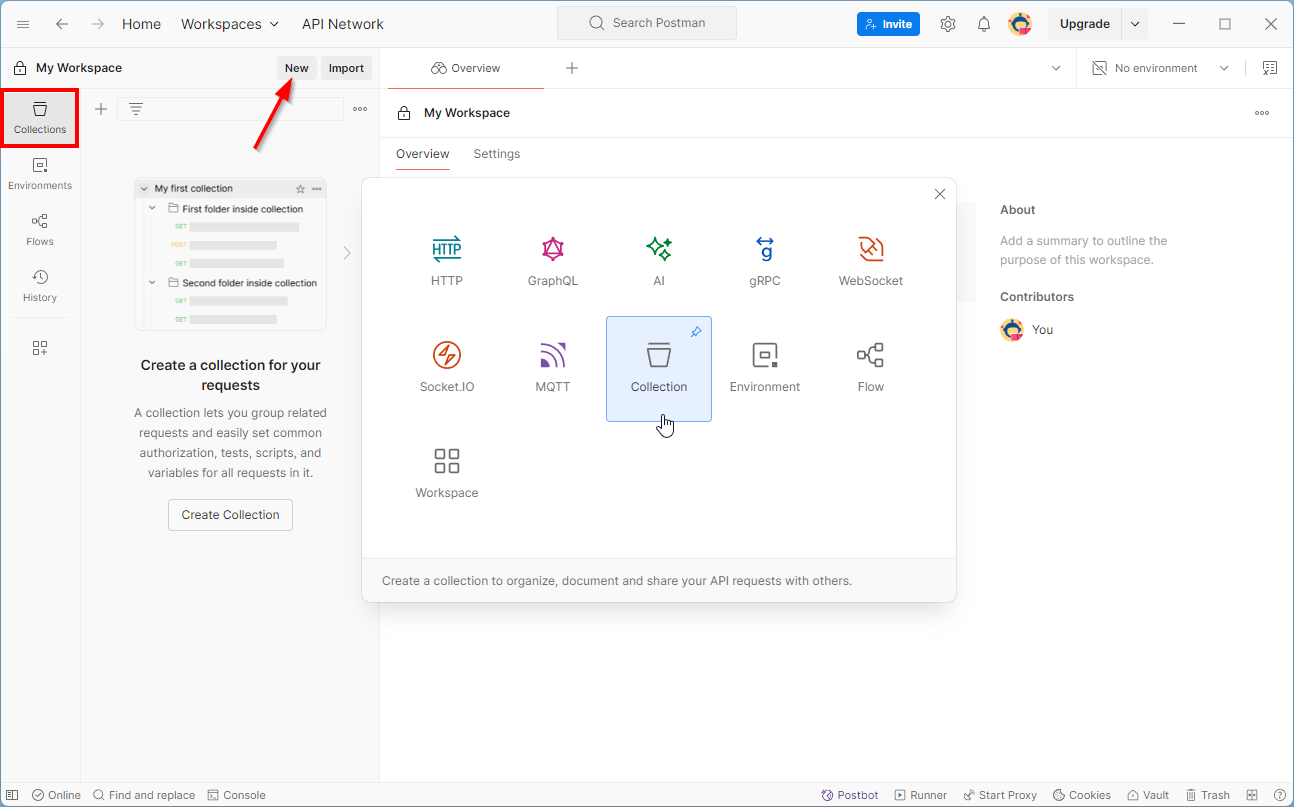 Home Workspaces API Network Search Postman Invite Upgrade
My Workspace New Import Overview No environment
Collections
Environments
Flows
History
My first collection
First folder inside collection
GET
POST
GET
Second folder inside collection
GET
GET
Create a collection for your
requests
A collection lets you group related
requests and easily set common
authorization, tests, scripts, and
variables for all requests in it.
Create Collection
My Workspace
Overview Settings
HTTP
HTTP GraphQL AI gRPC WebSocket
Socket.IO MQTT Collection Environment Flow
Workspace
Create a collection to organize, document and share your API requests with others.
About
Add a summary to outline the
purpose of this workspace.
Contributors
You
Online Find and replace Console Postbot Runner Start Proxy Cookies Vault Trash